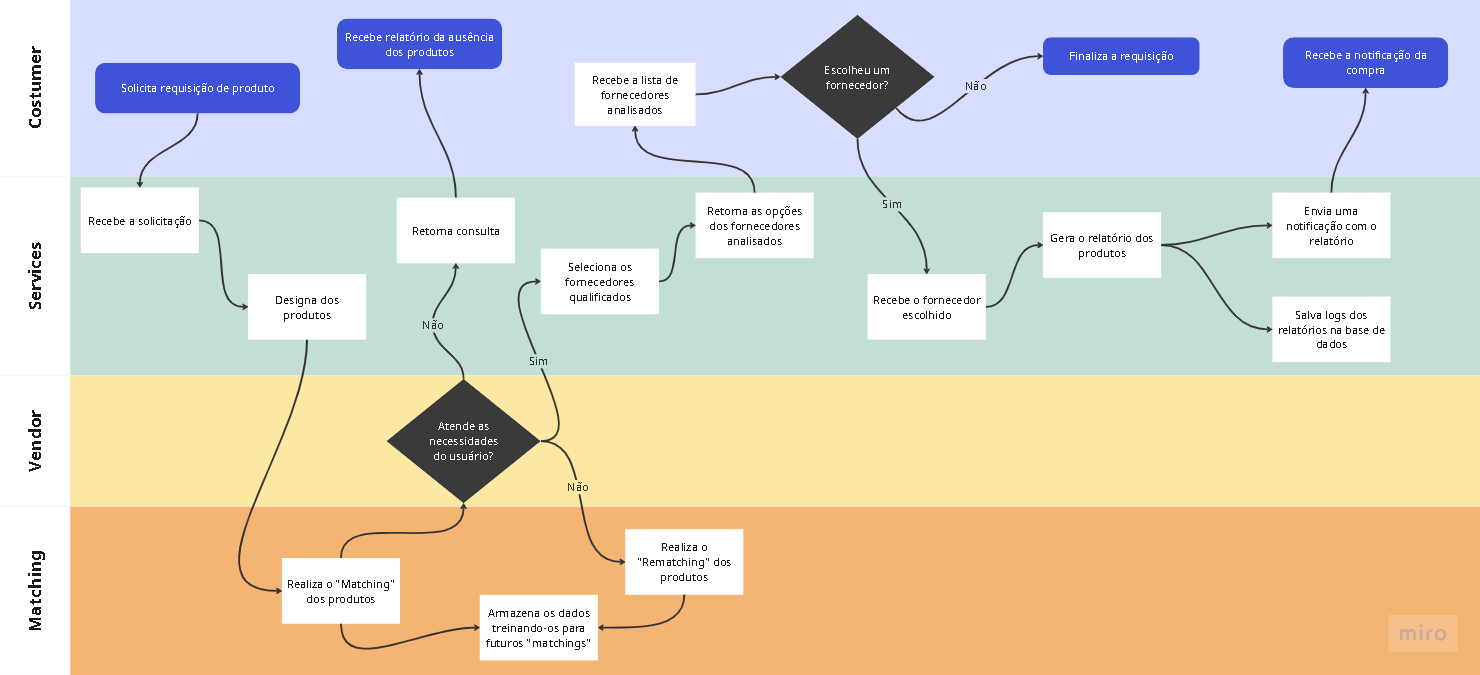 Costumer
Solicita requisição de produto
Recebe relatório da ausência
dos produtos
Recebe a lista de
fornecedores
analisados
Escolheu um
fornecedor?
Não
Finaliza a requisição
Recebe a notificação da
compra
Sim
Services
Recebe a solicitação
Designa dos
produtos
Retorna consulta
Não
Sim
Seleciona os
fornecedores
qualificados
Retorna as opções
dos fornecedores
analisados
Recebe o fornecedor
escolhido
Gera o relatório dos
produtos
Envia uma
notificação com o
relatório
Salva logs dos
relatórios na base de
dados
Vendor
Atende as
necessidades
do usuário?
Não
Matching
Realiza o "Matching"
dos produtos
Armazena os dados
treinando-os para
futuros "matchings"
Realiza o
"Rematching" dos
produtos
miro